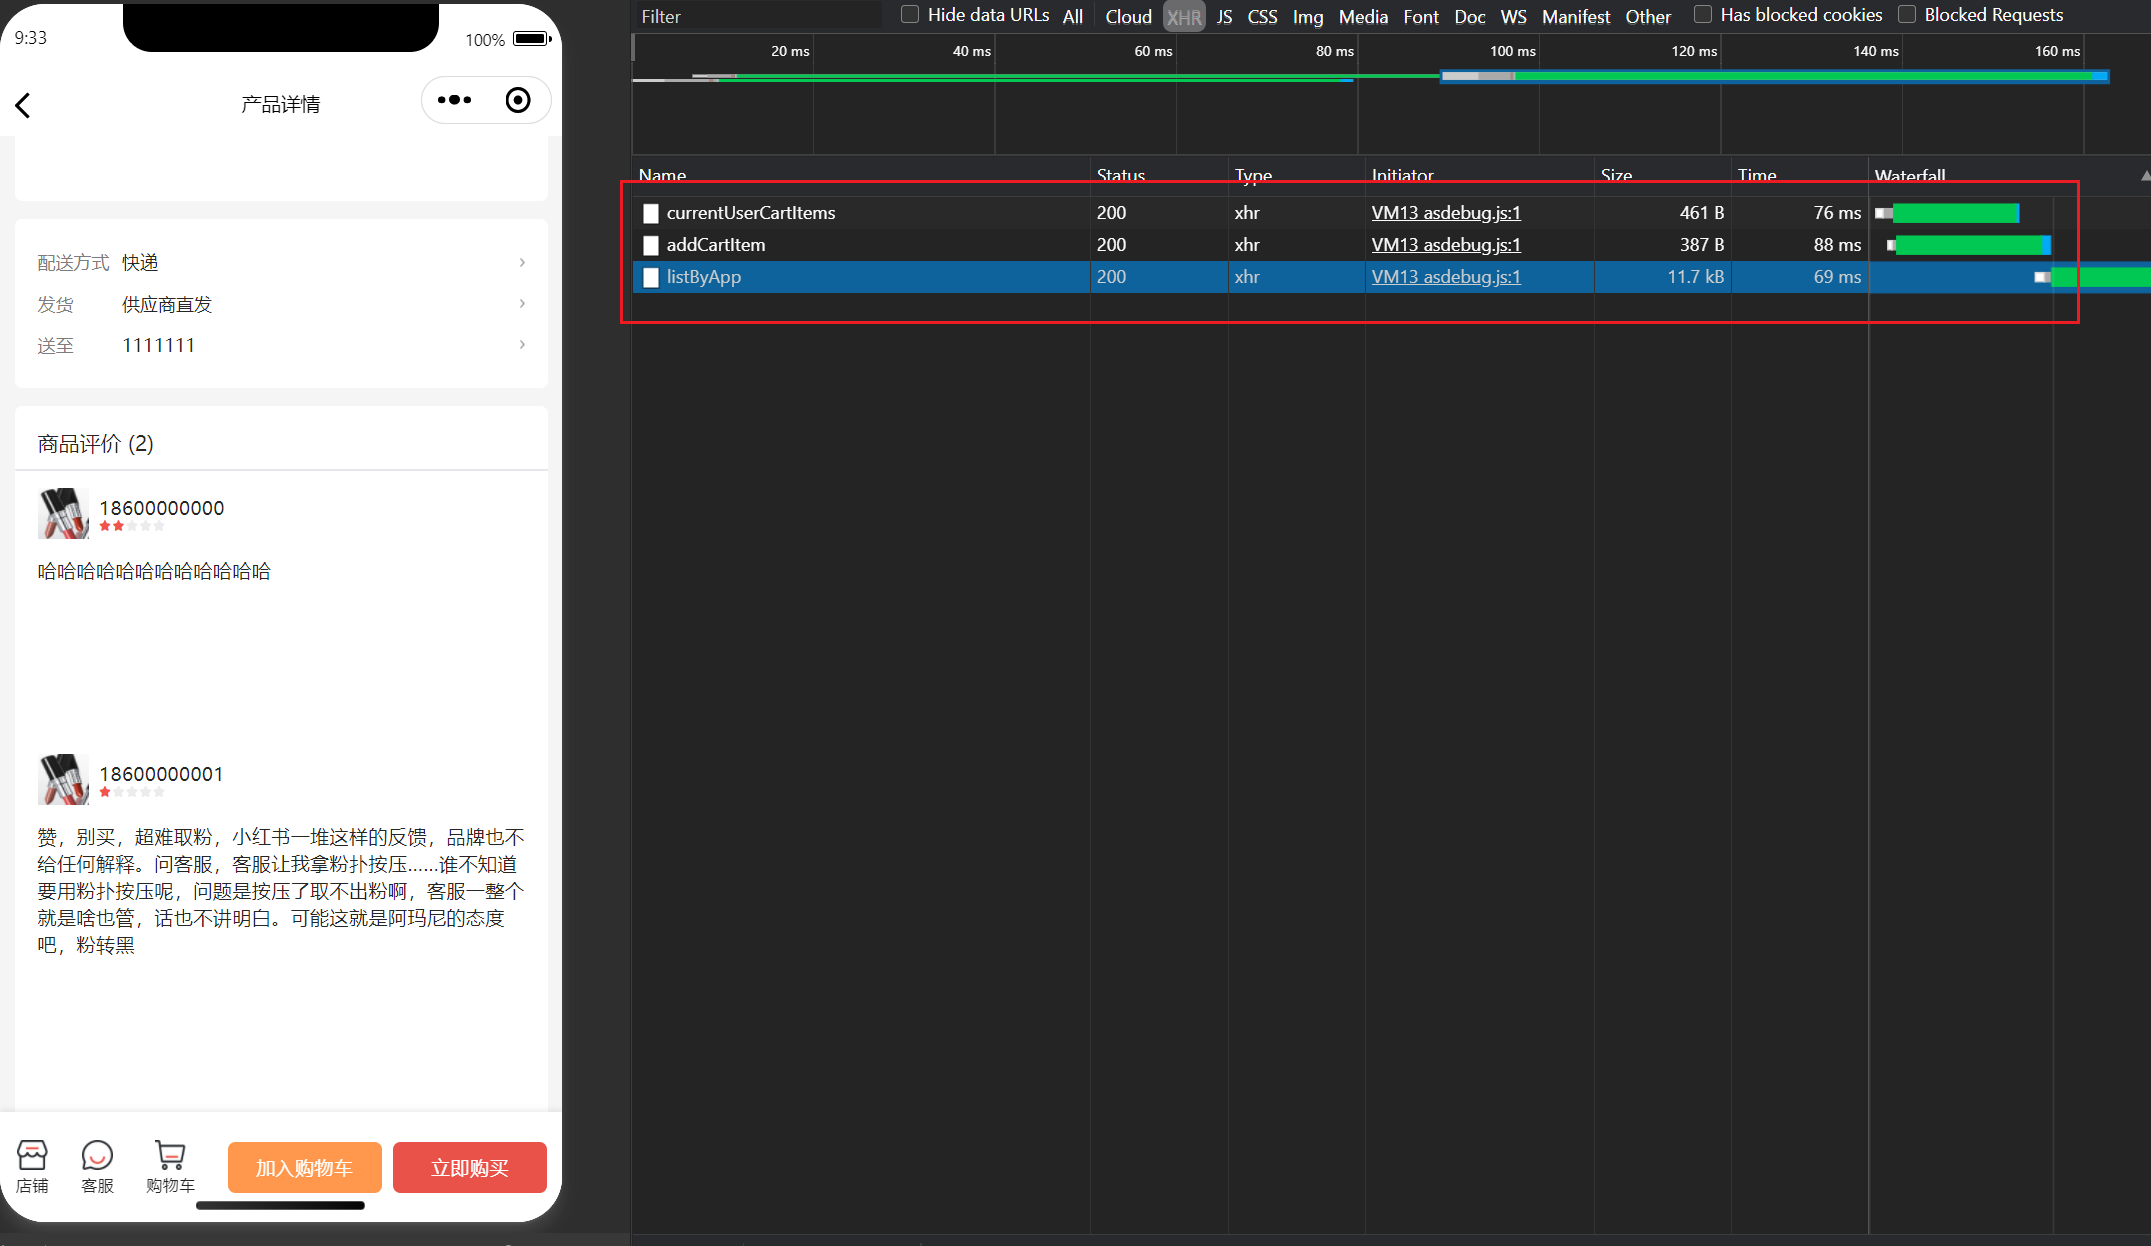 9:33
100%
产品详情
配送方式 快递
发货 供应商直发
送至 1111111
商品评价 (2)
18600000000
哈哈哈哈哈哈哈哈哈哈哈哈
18600000001
赞，别买，超难取粉，小红书一堆这样的反馈，品牌也不
给任何解释。问客服，客服让我拿粉扑按压......谁不知道
要用粉扑按压呢，问题是按压了取不出粉啊，客服一整个
就是啥也管，话也不讲明白。可能这就是阿玛尼的态度
吧，粉转黑
店铺 客服 购物车 加入购物车 立即购买
Filter Hide data URLs All Cloud XHR JS CSS Img Media Font Doc WS Manifest Other Has blocked cookies Blocked Requests
20 ms 40 ms 60 ms 80 ms 100 ms 120 ms 140 ms 160 ms
Name Status Type Initiator Size Time Waterfall
currentUserCartItems 200 xhr VM13 asdebug.js:1 461 B 76 ms
addCartItem 200 xhr VM13 asdebug.js:1 387 B 88 ms
listByApp 200 xhr VM13 asdebug.js:1 11.7 kB 69 ms